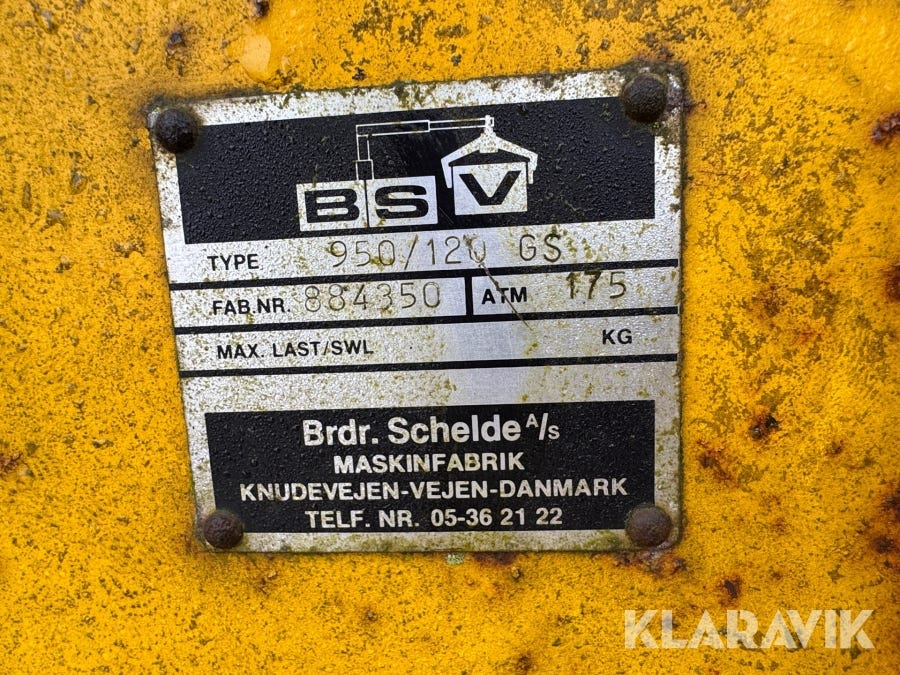 BSV
TYPE 950/120 GS
FAB.NR. 884350 ATM 175
MAX. LAST/SWL KG
Brdr. Schelde A/s
MASKINFABRIK
KNUDEVEJEN-VEJEN-DANMARK
TELF. NR. 05-36 21 22
KLARAVIK